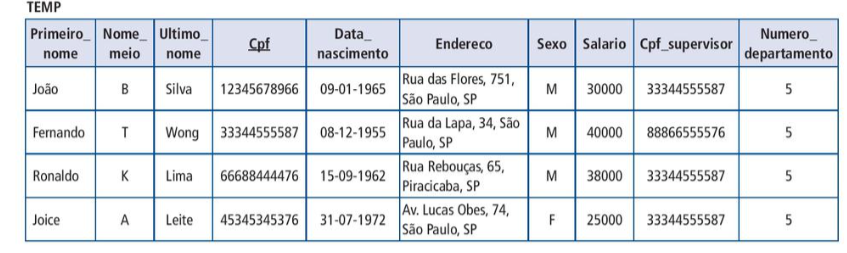 TEMP
Primeiro_ nome Nome_ meio Ultimo_ nome Cpf Data_ nascimento Endereco Sexo Salario Cpf_supervisor Numero_ departamento
João B Silva 12345678966 09-01-1965 Rua das Flores, 751, São Paulo, SP M 30000 33344555587 5
Fernando T Wong 33344555587 08-12-1955 Rua da Lapa, 34, São Paulo, SP M 40000 88866555576 5
Ronaldo K Lima 66688444476 15-09-1962 Rua Rebouças, 65, Piracicaba, SP M 38000 33344555587 5
Joice A Leite 45345345376 31-07-1972 Av. Lucas Obes, 74, São Paulo, SP F 25000 33344555587 5